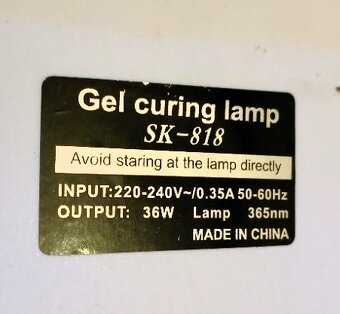 Gel curing lamp
SK-818
Avoid staring at the lamp directly
INPUT:220-240V~/0.35A 50-60Hz
OUTPUT: 36W Lamp 365nm
MADE IN CHINA